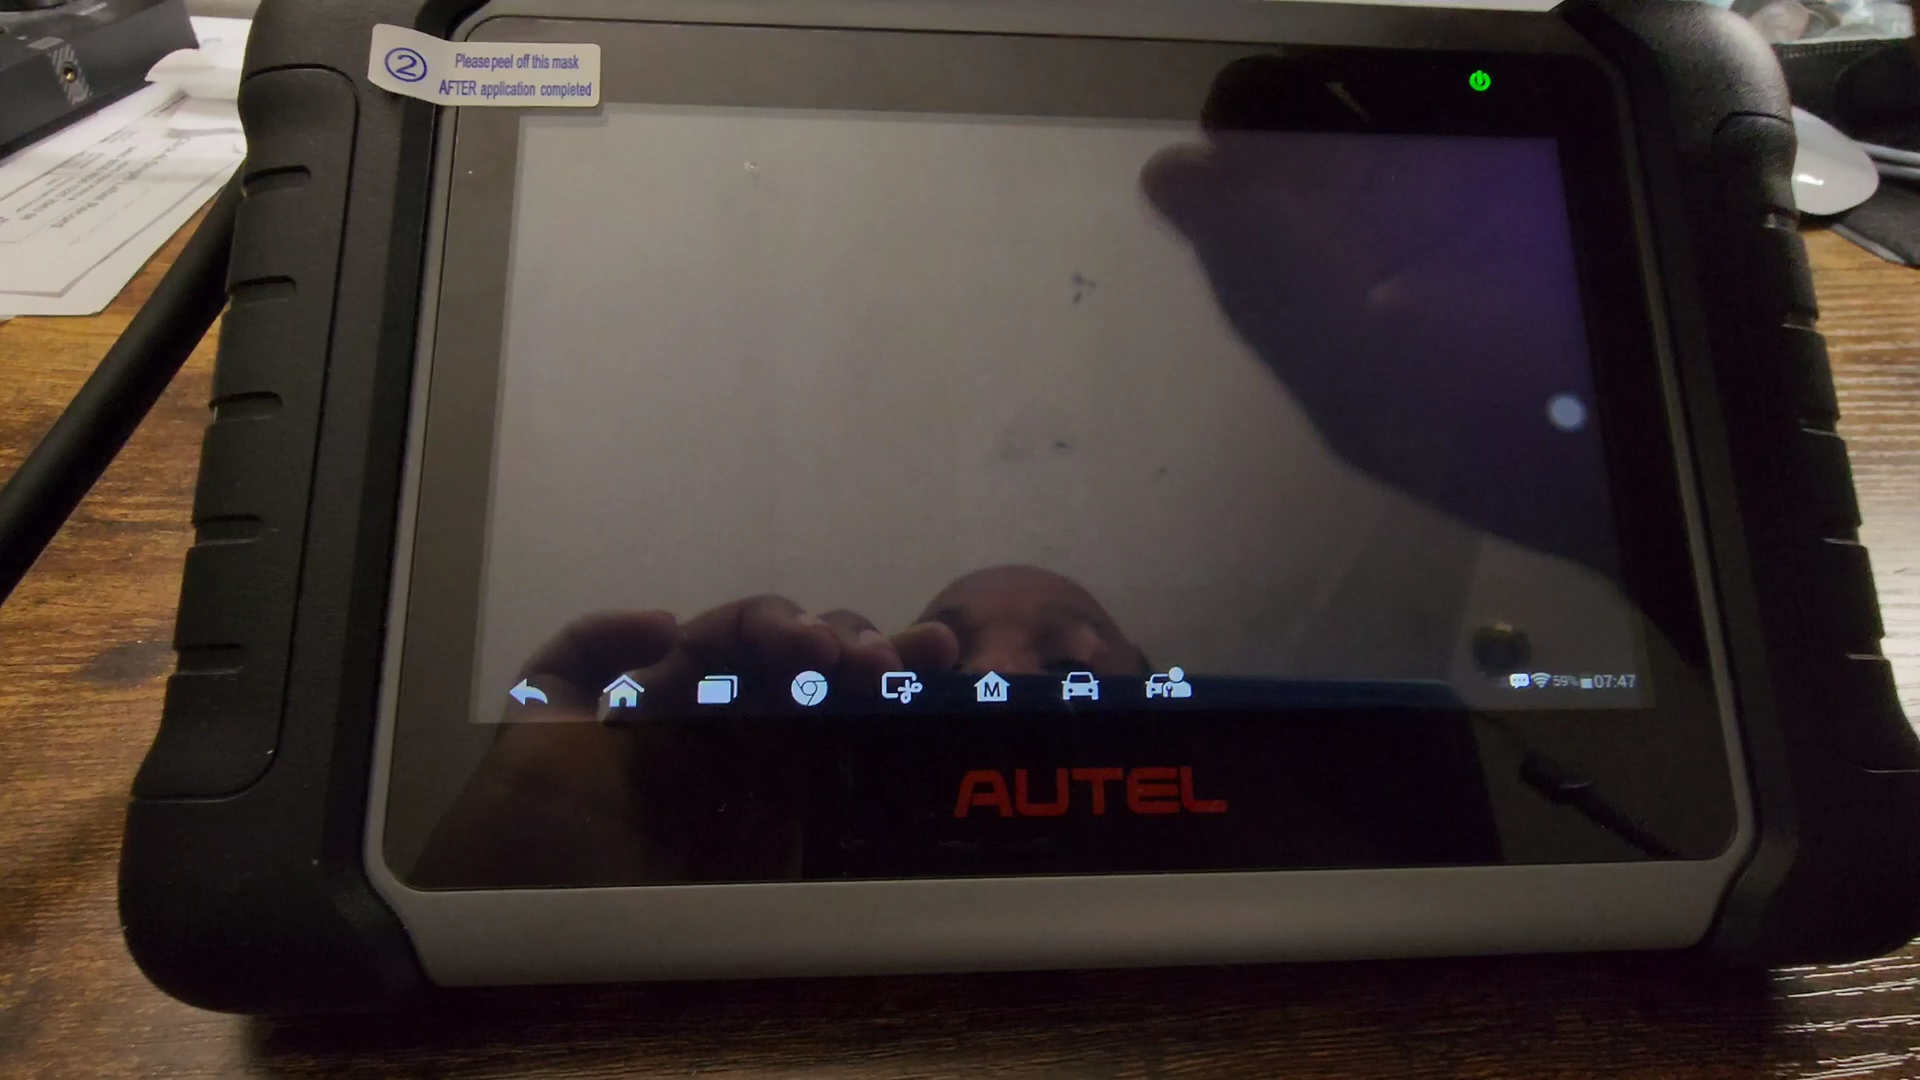 2
Please peel off this mask
AFTER application completed
M
59%
07:47
AUTEL